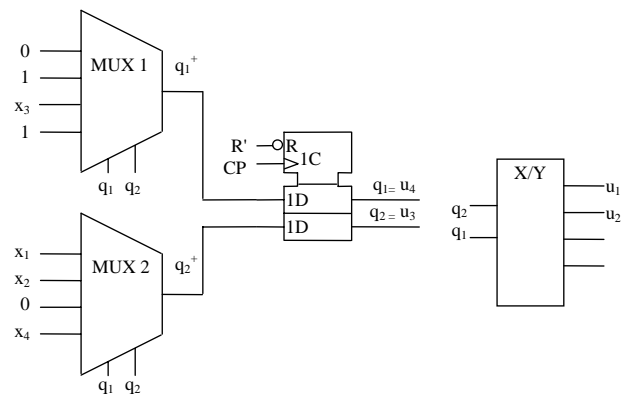 0
MUX 1
q₁⁺
1
x₃
1
q₁ q₂
R' R
CP 1C
X/Y
q₁₌ u₄
1D
q₂ ₌ u₃
1D
u₁
q₂
u₂
q₁
x₁
MUX 2
q₂⁺
x₂
0
x₄
q₁ q₂